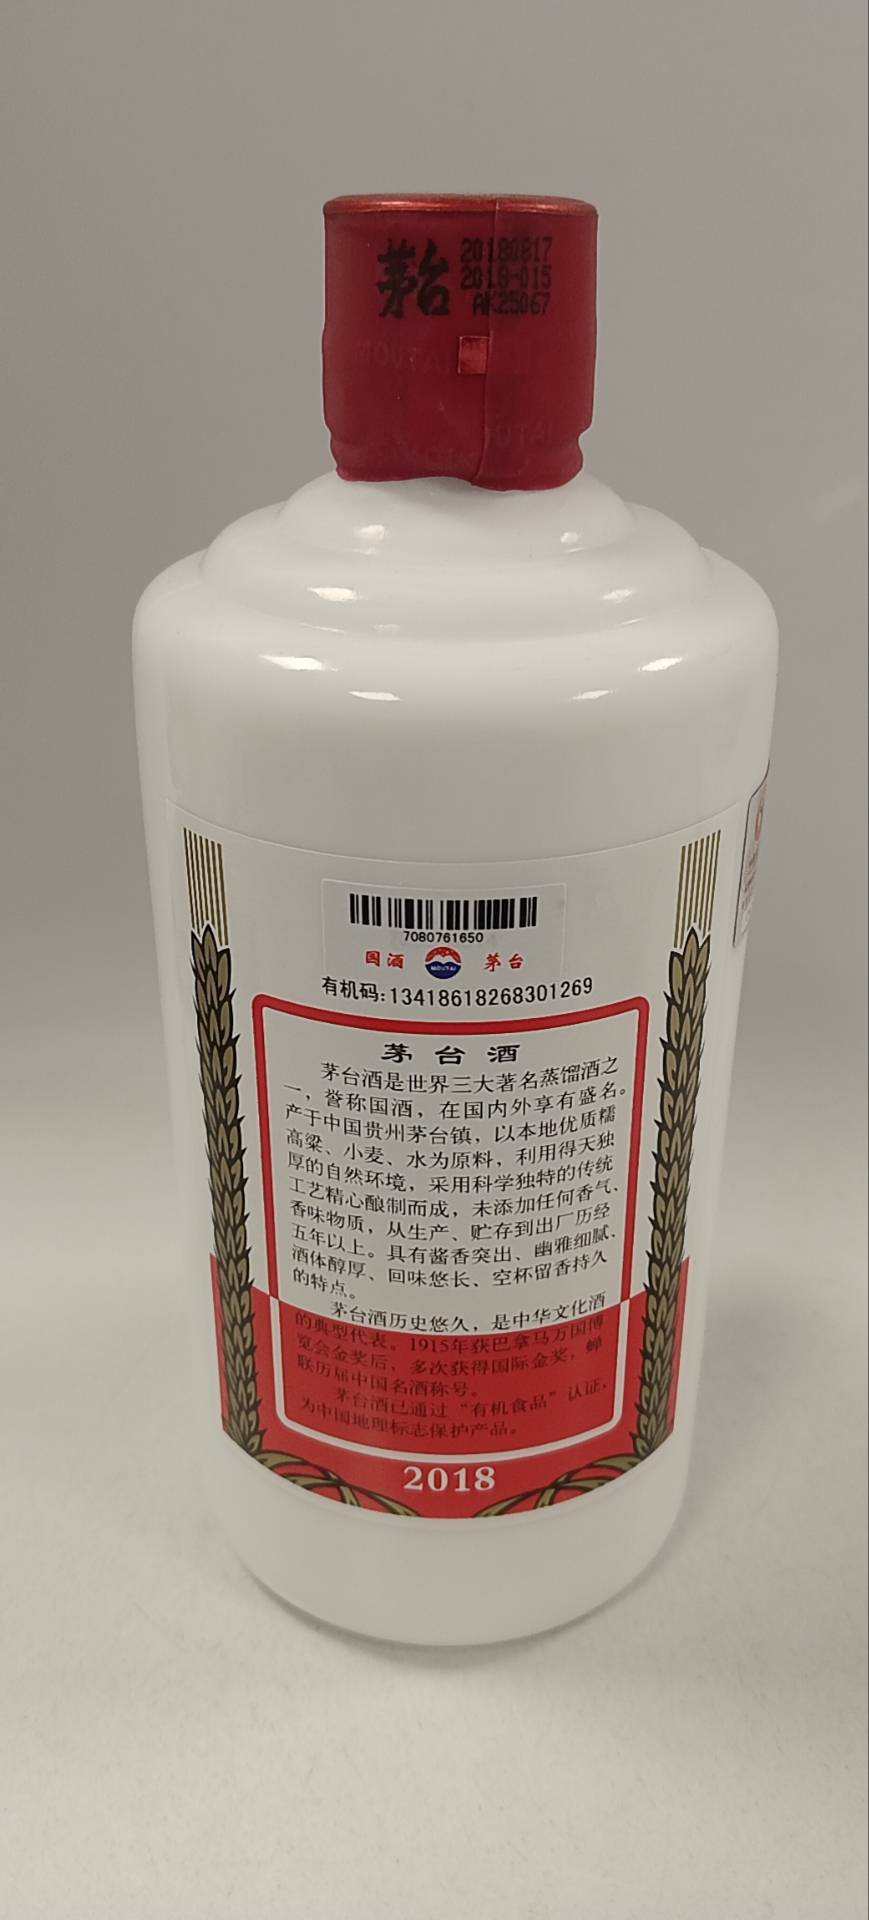 茅台
20180817
2018-015
AK25067
7080761650
国酒
MOUTAI
茅台
有机码:13418618268301269
茅台酒
茅台酒是世界三大著名蒸馏酒之
一，誉称国酒，在国内外享有盛名。
产于中国贵州茅台镇，以本地优质糯
高粱、小麦、水为原料，利用得天独
厚的自然环境，采用科学独特的传统
工艺精心酿制而成，未添加任何香气、
香味物质，从生产、贮存到出厂历经
五年以上。具有酱香突出、幽雅细腻、
酒体醇厚、回味悠长、空杯留香持久
的特点。
茅台酒历史悠久，是中华文化酒
的典型代表。1915年获巴拿马万国博
览会金奖后，多次获得国际金奖，蝉
联历届中国名酒称号。
茅台酒已通过“有机食品”认证，
为中国地理标志保护产品。
2018